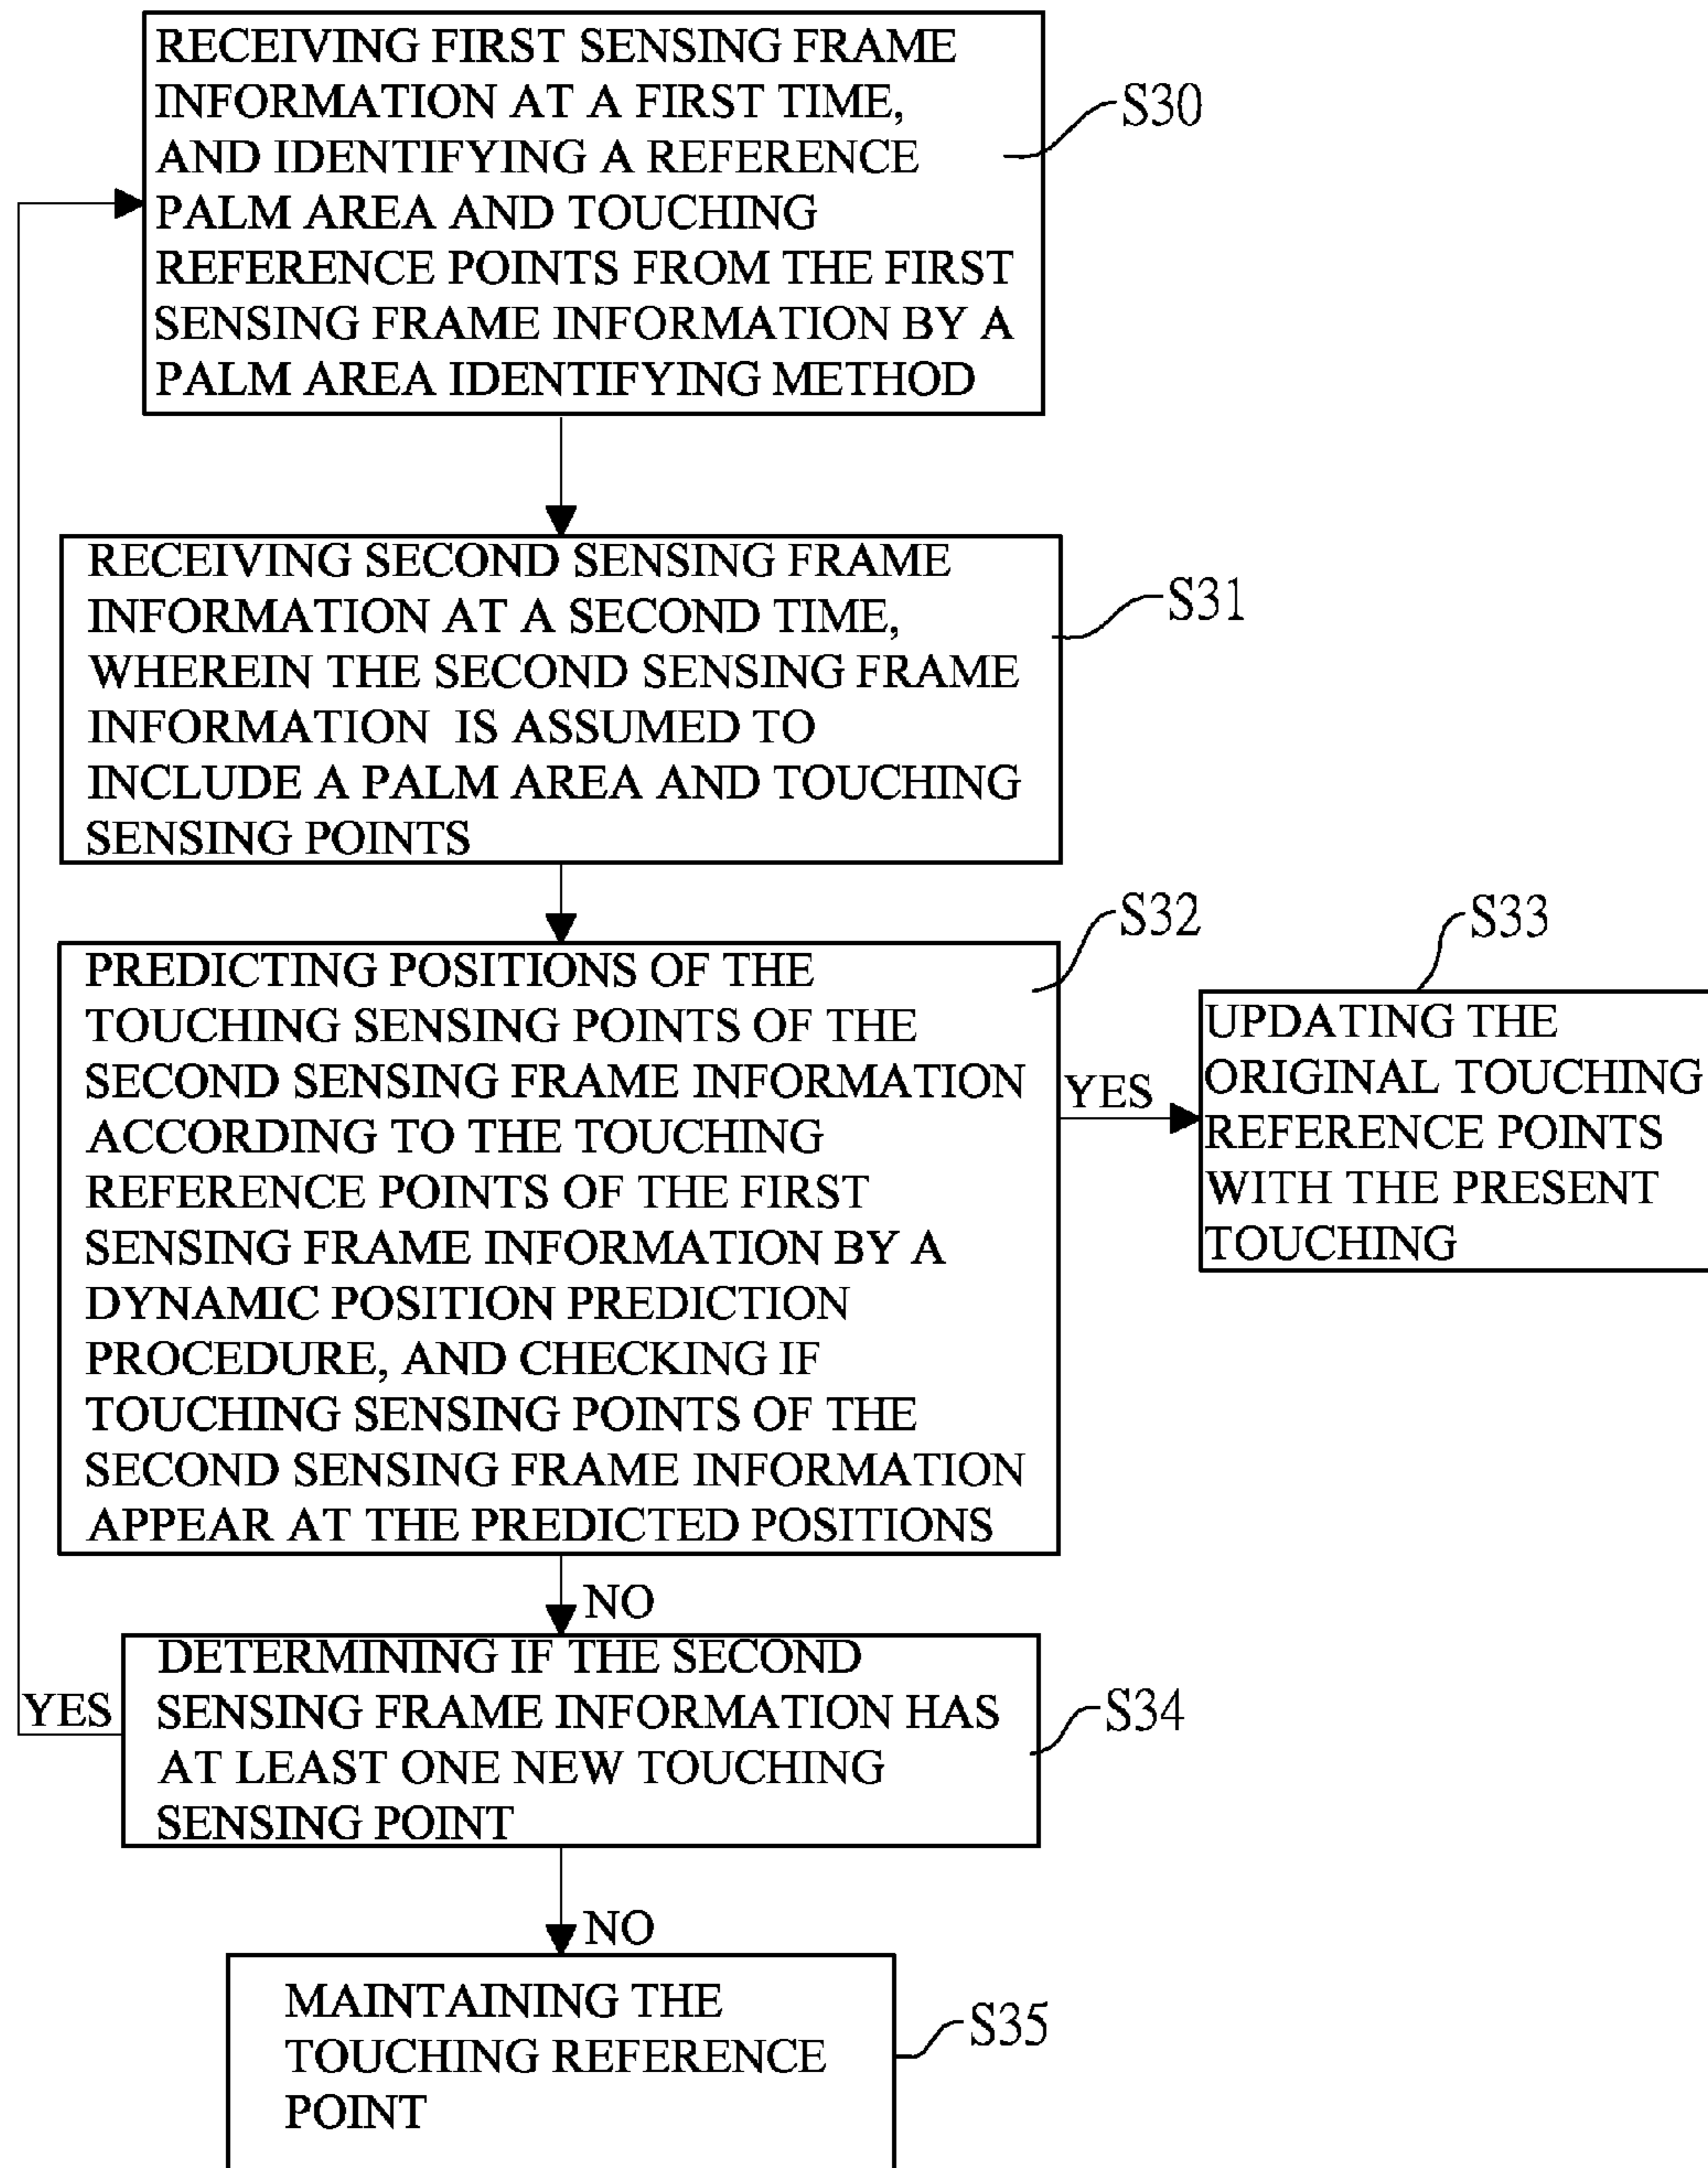 RECEIVING FIRST SENSING FRAME
INFORMATION AT A FIRST TIME,
AND IDENTIFYING A REFERENCE
PALM AREA AND TOUCHING
REFERENCE POINTS FROM THE FIRST
SENSING FRAME INFORMATION BY A
PALM AREA IDENTIFYING METHOD
S30
RECEIVING SECOND SENSING FRAME
INFORMATION AT A SECOND TIME,
WHEREIN THE SECOND SENSING FRAME
INFORMATION IS ASSUMED TO
INCLUDE A PALM AREA AND TOUCHING
SENSING POINTS
S31
PREDICTING POSITIONS OF THE
TOUCHING SENSING POINTS OF THE
SECOND SENSING FRAME INFORMATION
ACCORDING TO THE TOUCHING
REFERENCE POINTS OF THE FIRST
SENSING FRAME INFORMATION BY A
DYNAMIC POSITION PREDICTION
PROCEDURE, AND CHECKING IF
TOUCHING SENSING POINTS OF THE
SECOND SENSING FRAME INFORMATION
APPEAR AT THE PREDICTED POSITIONS
S32
YES
UPDATING THE
ORIGINAL TOUCHING
REFERENCE POINTS
WITH THE PRESENT
TOUCHING
S33
NO
DETERMINING IF THE SECOND
SENSING FRAME INFORMATION HAS
AT LEAST ONE NEW TOUCHING
SENSING POINT
S34
YES
NO
MAINTAINING THE
TOUCHING REFERENCE
POINT
S35